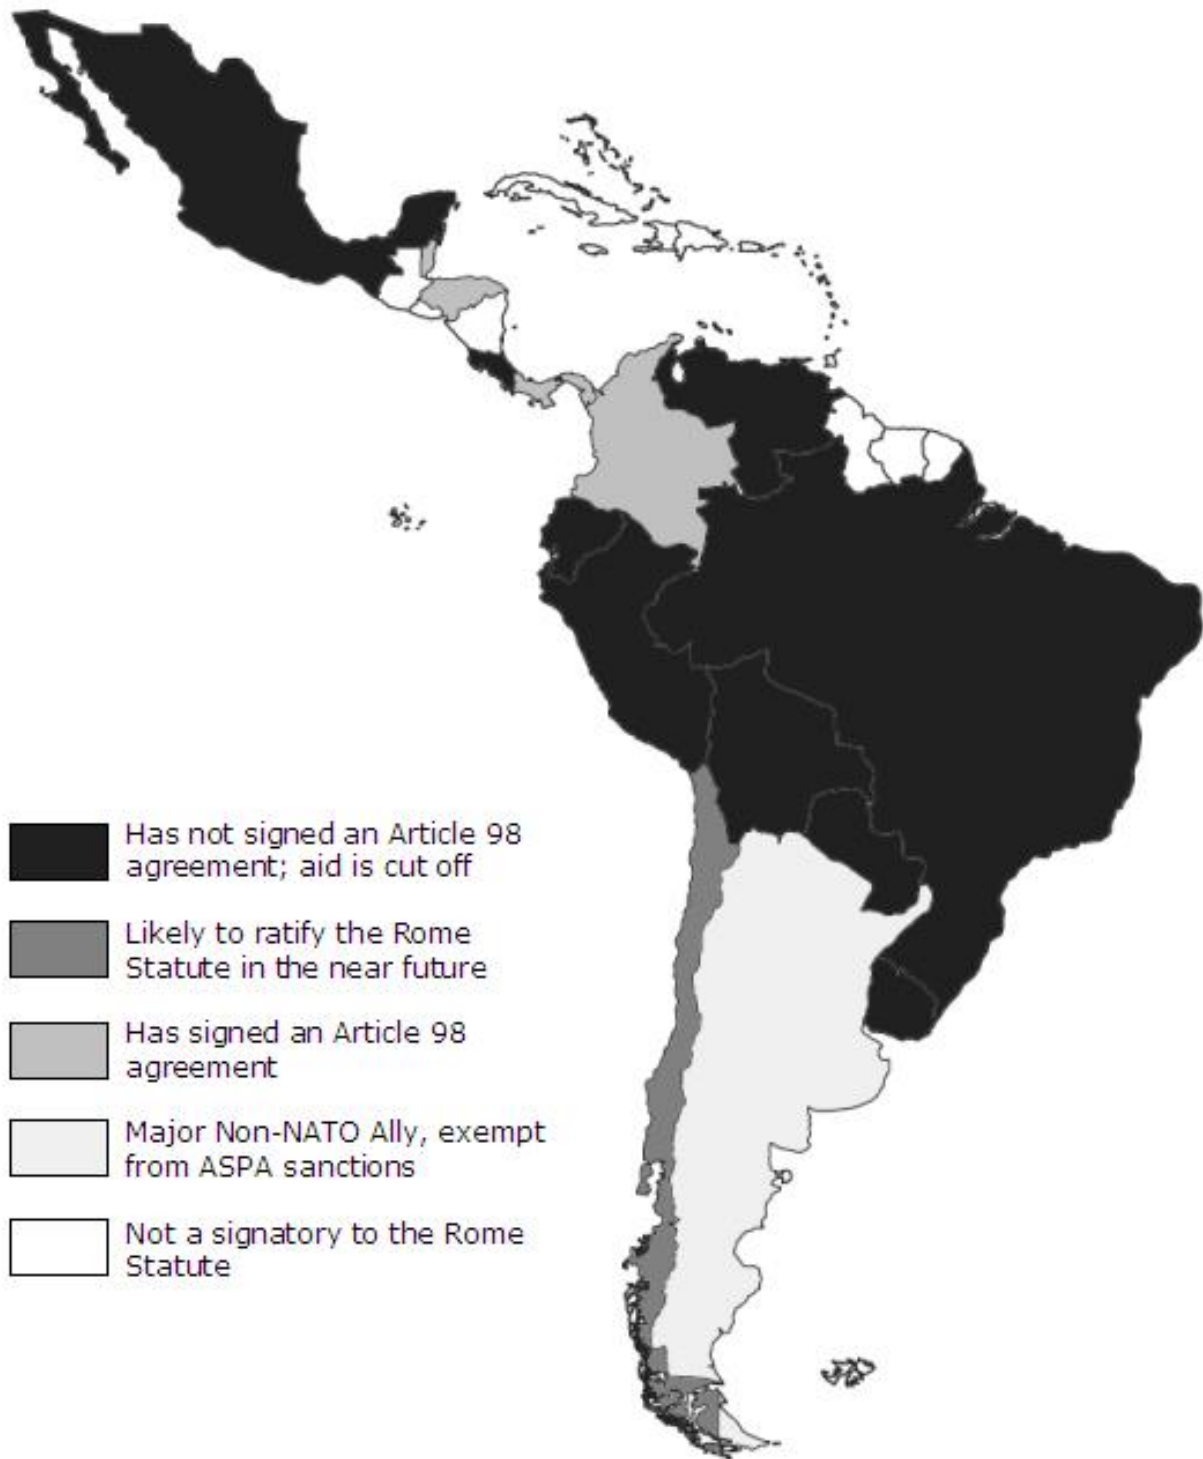 Has not signed an Article 98
agreement; aid is cut off
Likely to ratify the Rome
Statute in the near future
Has signed an Article 98
agreement
Major Non-NATO Ally, exempt
from ASPA sanctions
Not a signatory to the Rome
Statute